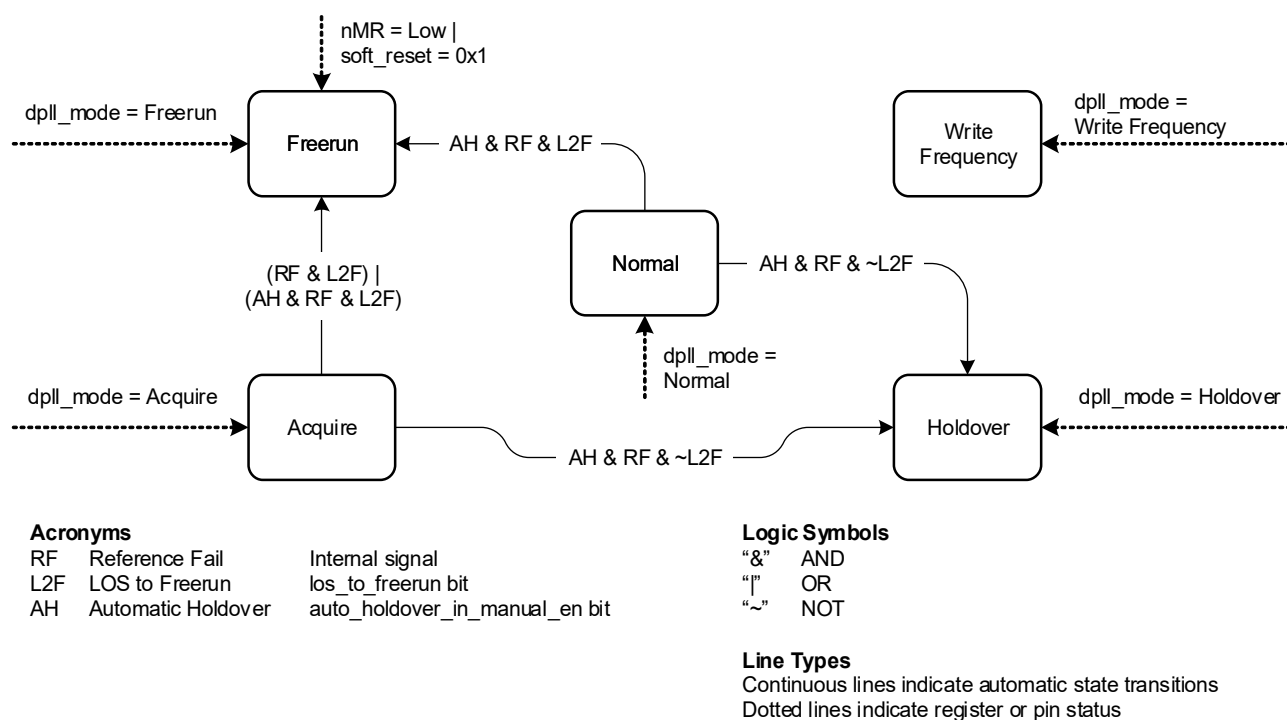 nMR = Low |
soft_reset = 0x1
dpll_mode = Freerun
Freerun
AH & RF & L2F
Write
Frequency
dpll_mode =
Write Frequency
Normal
AH & RF & ~L2F
(RF & L2F) |
(AH & RF & L2F)
dpll_mode =
Normal
dpll_mode = Acquire
Acquire
AH & RF & ~L2F
Holdover
dpll_mode = Holdover
Acronyms
RF Reference Fail Internal signal
L2F LOS to Freerun los_to_freerun bit
AH Automatic Holdover auto_holdover_in_manual_en bit
Logic Symbols
“&” AND
“|” OR
“~” NOT
Line Types
Continuous lines indicate automatic state transitions
Dotted lines indicate register or pin status